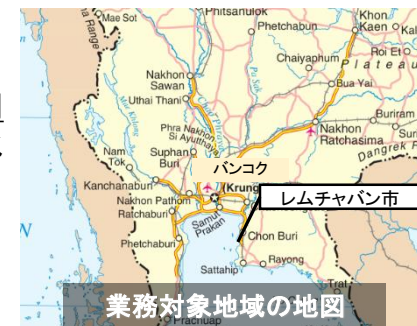 Mae Sot
Phitsanulok
Phetchabun
Khon
Kaen
Kal
Chaiyaphum
Roi Et
Plateau
Nakhon
Sawan
Bua Yai
Uthai Thani
Phra Nakhon
Si Ayutthaya
Nakhon
Ratchasima
Buriram
Nam
Tok
Suphan
Buri
Dangrek
バンコク
Kanchanaburi
(Krung
レムチャバン市
Nakhon Pathom
Ratchaburi
Samut
Prakan
Chon Buri
Phetchaburi
Rayong
Sattahip
Trat
業務対象地域の地図
Prachuap